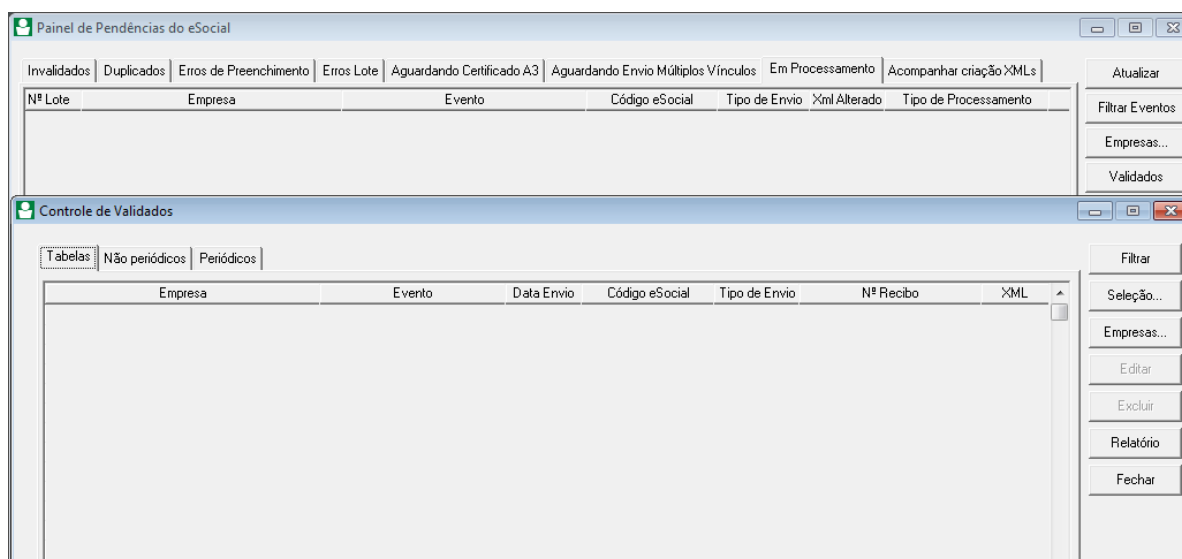 Painel de Pendências do eSocial
Invalidados Duplicados Erros de Preenchimento Erros Lote Aguardando Certificado A3 Aguardando Envio Múltiplos Vínculos Em Processamento Acompanhar criação XMLs
Atualizar
Nº Lote Empresa Evento Código eSocial Tipo de Envio Xml Alterado Tipo de Processamento
Filtrar Eventos
Empresas...
Validados
Controle de Validados
Tabelas Não periódicos Periódicos
Filtrar
Empresa Evento Data Envio Código eSocial Tipo de Envio Nº Recibo XML
Seleção...
Empresas...
Editar
Excluir
Relatório
Fechar